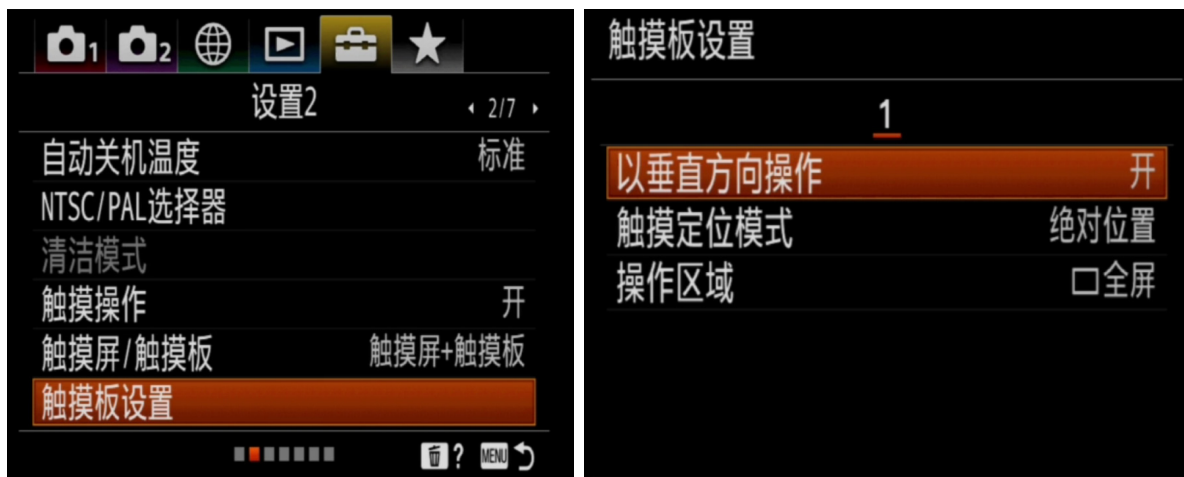 1 2
设置2
2/7
自动关机温度 标准
NTSC/PAL选择器
清洁模式
触摸操作 开
触摸屏/触摸板 触摸屏+触摸板
触摸板设置
? MENU
触摸板设置
1
以垂直方向操作 开
触摸定位模式 绝对位置
操作区域 全屏